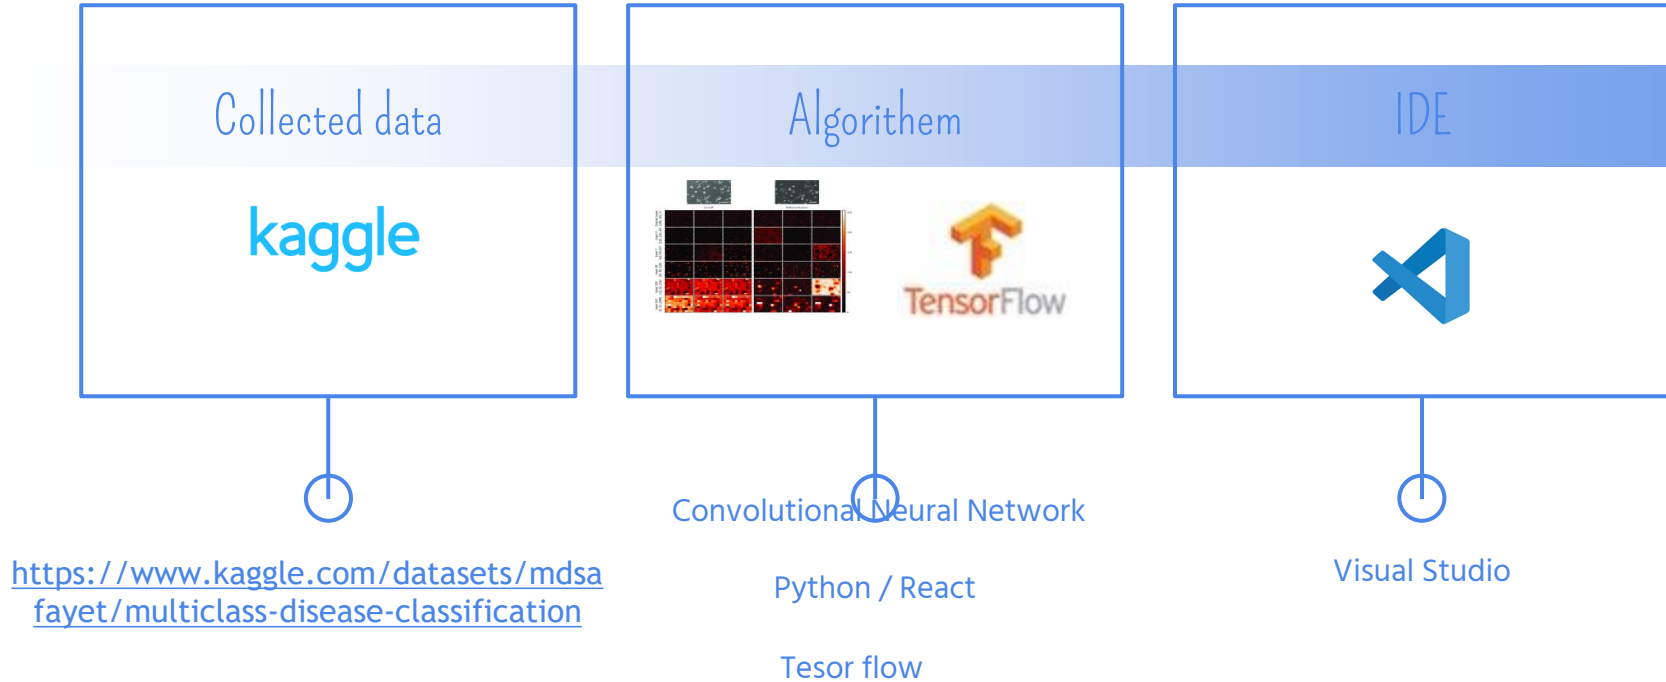 Collected data
Algorithem
IDE
kaggle
TensorFlow
Convolutional Neural Network
https://www.kaggle.com/datasets/mdsa
fayet/multiclass-disease-classification
Python / React
Visual Studio
Tesor flow